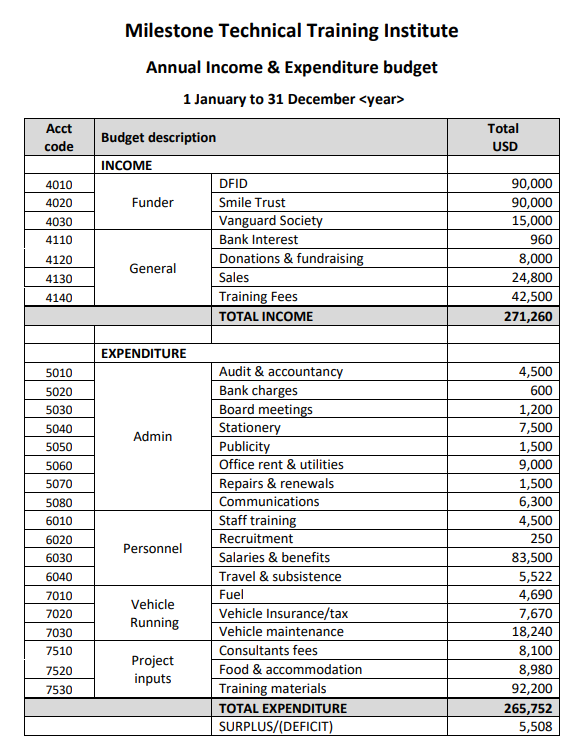 Milestone Technical Training Institute
Annual Income & Expenditure budget
1 January to 31 December <year>
Acct code Budget description Total USD
INCOME
4010 Funder DFID 90,000
4020 Smile Trust 90,000
4030 Vanguard Society 15,000
4110 General Bank Interest 960
4120 Donations & fundraising 8,000
4130 Sales 24,800
4140 Training Fees 42,500
TOTAL INCOME 271,260
EXPENDITURE
5010 Admin Audit & accountancy 4,500
5020 Bank charges 600
5030 Board meetings 1,200
5040 Stationery 7,500
5050 Publicity 1,500
5060 Office rent & utilities 9,000
5070 Repairs & renewals 1,500
5080 Communications 6,300
6010 Personnel Staff training 4,500
6020 Recruitment 250
6030 Salaries & benefits 83,500
6040 Travel & subsistence 5,522
7010 Vehicle Running Fuel 4,690
7020 Vehicle Insurance/tax 7,670
7030 Vehicle maintenance 18,240
7510 Project inputs Consultants fees 8,100
7520 Food & accommodation 8,980
7530 Training materials 92,200
TOTAL EXPENDITURE 265,752
SURPLUS/(DEFICIT) 5,508